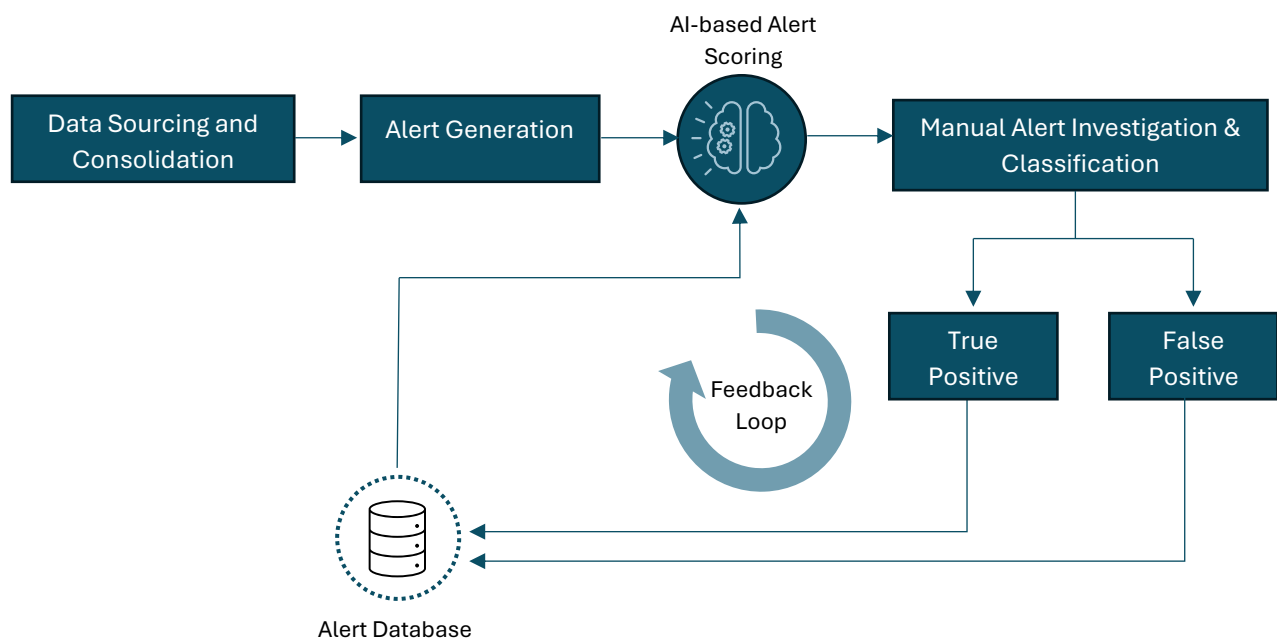 AI-based Alert
Scoring
Data Sourcing and
Consolidation
Alert Generation
Manual Alert Investigation &
Classification
True
Positive
False
Positive
Feedback
Loop
Alert Database